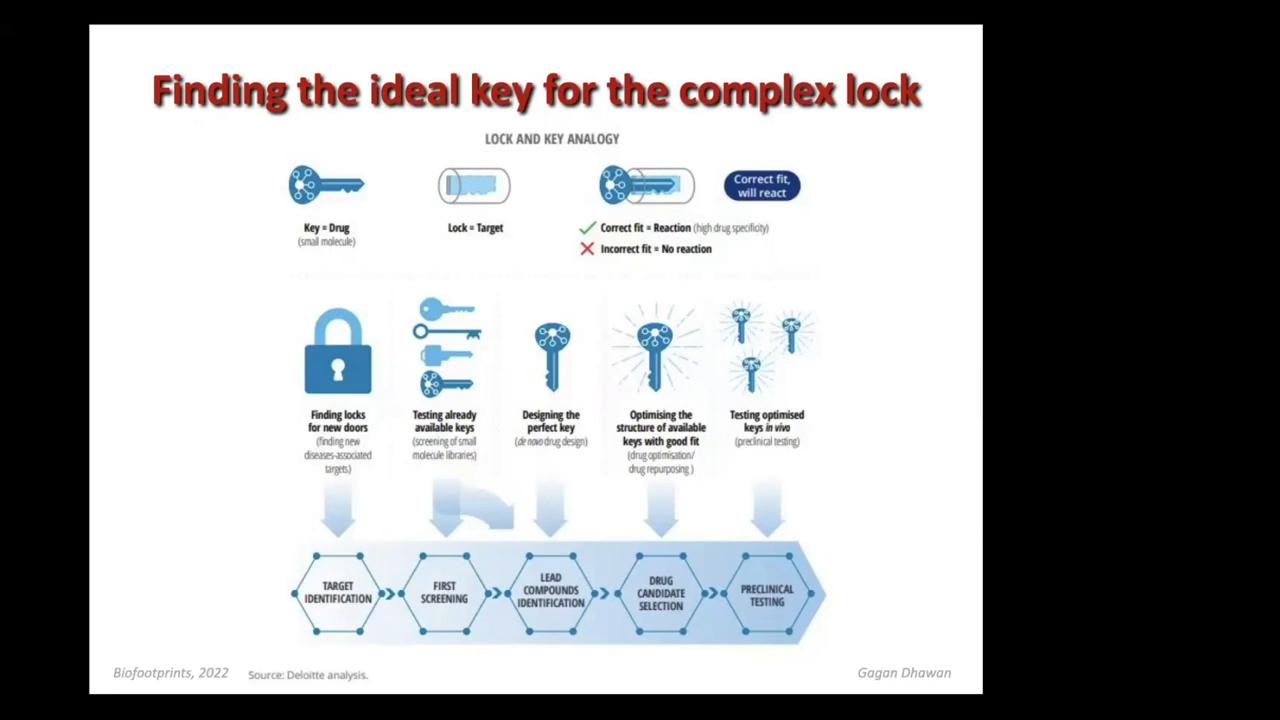 Finding the ideal key for the complex lock
LOCK AND KEY ANALOGY
Key = Drug
(small molecule)
Lock = Target
Correct fit,
will react
Correct fit = Reaction (high drug specificity)
Incorrect fit = No reaction
Finding locks
for new doors
(finding new
diseases-associated
targets)
Testing already
available keys
(screening of small
molecule libraries)
Designing the
perfect key
(de novo drug design)
Optimising the
structure of available
keys with good fit
(drug optimisation/
drug repurposing )
Testing optimised
keys in vivo
(preclinical testing)
TARGET
IDENTIFICATION
FIRST
SCREENING
LEAD
COMPOUNDS
IDENTIFICATION
DRUG
CANDIDATE
SELECTION
PRECLINICAL
TESTING
Biofootprints, 2022
Source: Deloitte analysis.
Gagan Dhawan